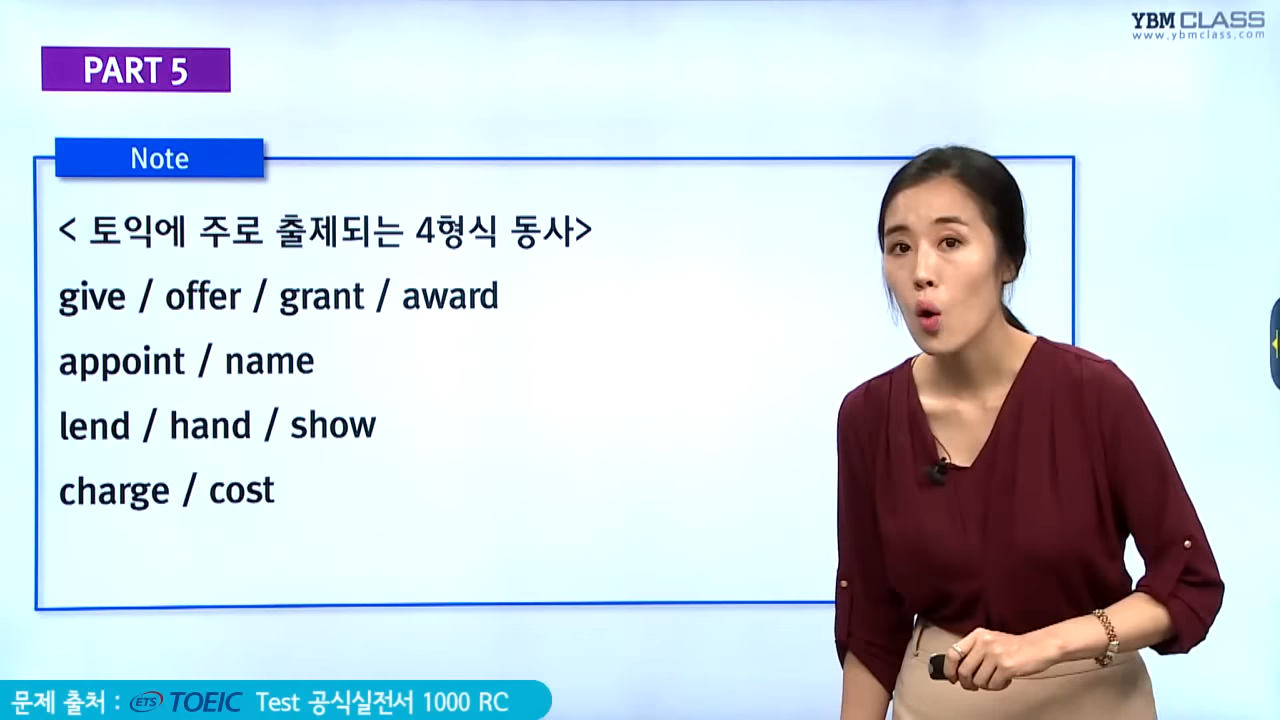 YBM CLASS
www.ybmclass.com
PART 5
Note
< 토익에 주로 출제되는 4형식 동사>
give / offer / grant / award
appoint / name
lend / hand / show
charge / cost
문제 출처 : ETS TOEIC Test 공식실전서 1000 RC